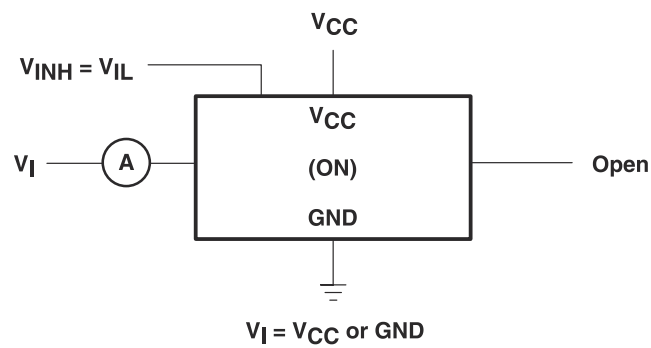 VCC
VINH = VIL
VCC
VI
A
(ON)
Open
GND
VI = VCC or GND